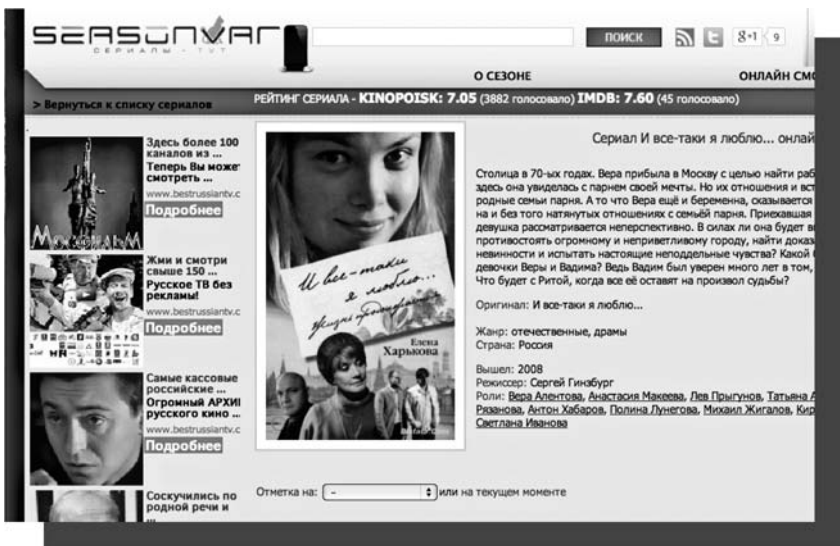 SEASONVAR
СЕРИАЛЫ - ТУТ
ПОИСК
8+1
9
О СЕЗОНЕ
ОНЛАЙН СМО
> Вернуться к списку сериалов
РЕЙТИНГ СЕРИАЛА - KINOPOISK: 7.05 (3882 голосовало) IMDB: 7.60 (45 голосовало)
Здесь более 100
каналов из ...
Теперь Вы может
смотреть ...
www.bestrussiantv.c
Подробнее
Жми и смотри
свыше 150 ...
Русское ТВ без
рекламы!
www.bestrussiantv.c
Подробнее
Самые кассовые
российские ...
Огромный АРХИ
русского кино ...
www.bestrussiantv.c
Подробнее
Соскучились по
родной речи и
...
Мосфильм
И все-таки
я люблю...
Елена
Харькова
Сериал И все-таки я люблю... онлай
Столица в 70-ых годах. Вера прибыла в Москву с целью найти раб
здесь она увиделась с парнем своей мечты. Но их отношения и вст
родные семьи парня. А то что Вера ещё и беременна, сказывается
на и без того натянутых отношениях с семьёй парня. Приехавшая
девушка рассматривается неперспективно. В силах ли она будет в
противостоять огромному и неприветливому городу, найти доказ
невинности и испытать настоящие неподдельные чувства? Какой
девочки Веры и Вадима? Ведь Вадим был уверен много лет в том,
Что будет с Ритой, когда все её оставят на произвол судьбы?
Оригинал: И все-таки я люблю...
Жанр: отечественные, драмы
Страна: Россия
Вышел: 2008
Режиссер: Сергей Гинзбург
Роли: Вера Алентова, Анастасия Макеева, Лев Прыгунов, Татьяна А
Рязанова, Антон Хабаров, Полина Лунегова, Михаил Жигалов, Кир
Светлана Иванова
Отметка на: - или на текущем моменте